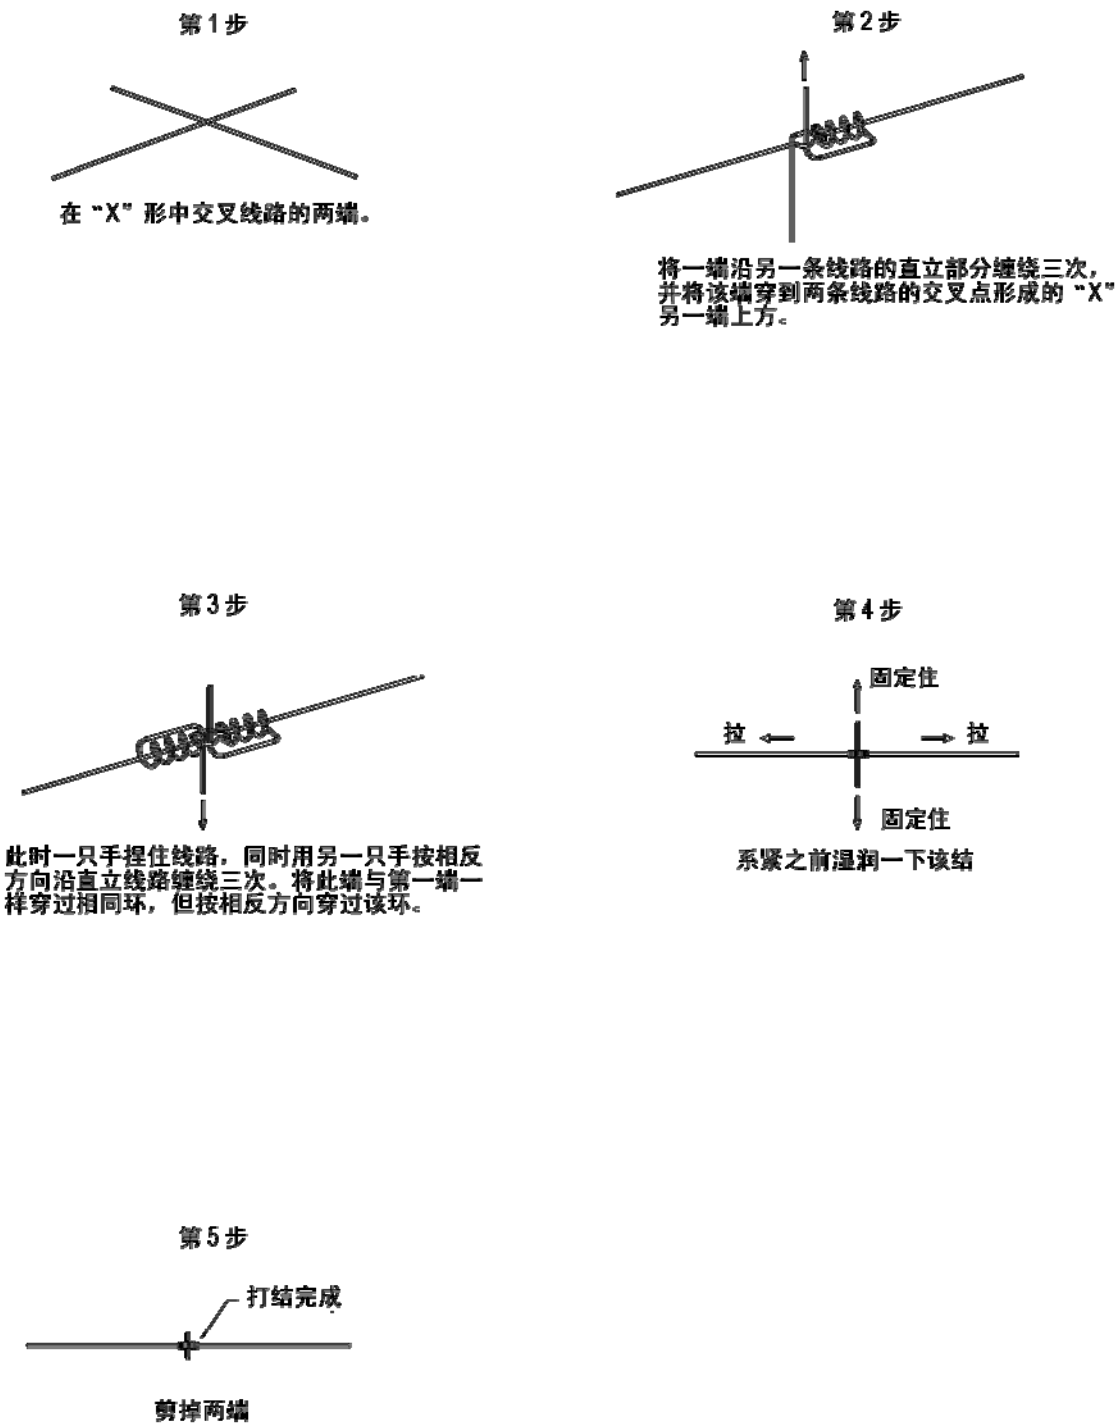 第1步
在“X”形中交叉线路的两端。
第2步
将一端沿另一条线路的直立部分缠绕三次，
并将该端穿到两条线路的交叉点形成的“X”
另一端上方。
第3步
此时一只手捏住线路，同时用另一只手按相反
方向沿直立线路缠绕三次。将此端与第一端一
样穿过相同环，但按相反方向穿过该环。
第4步
固定住
拉
拉
固定住
系紧之前湿润一下该结
第5步
打结完成
剪掉两端